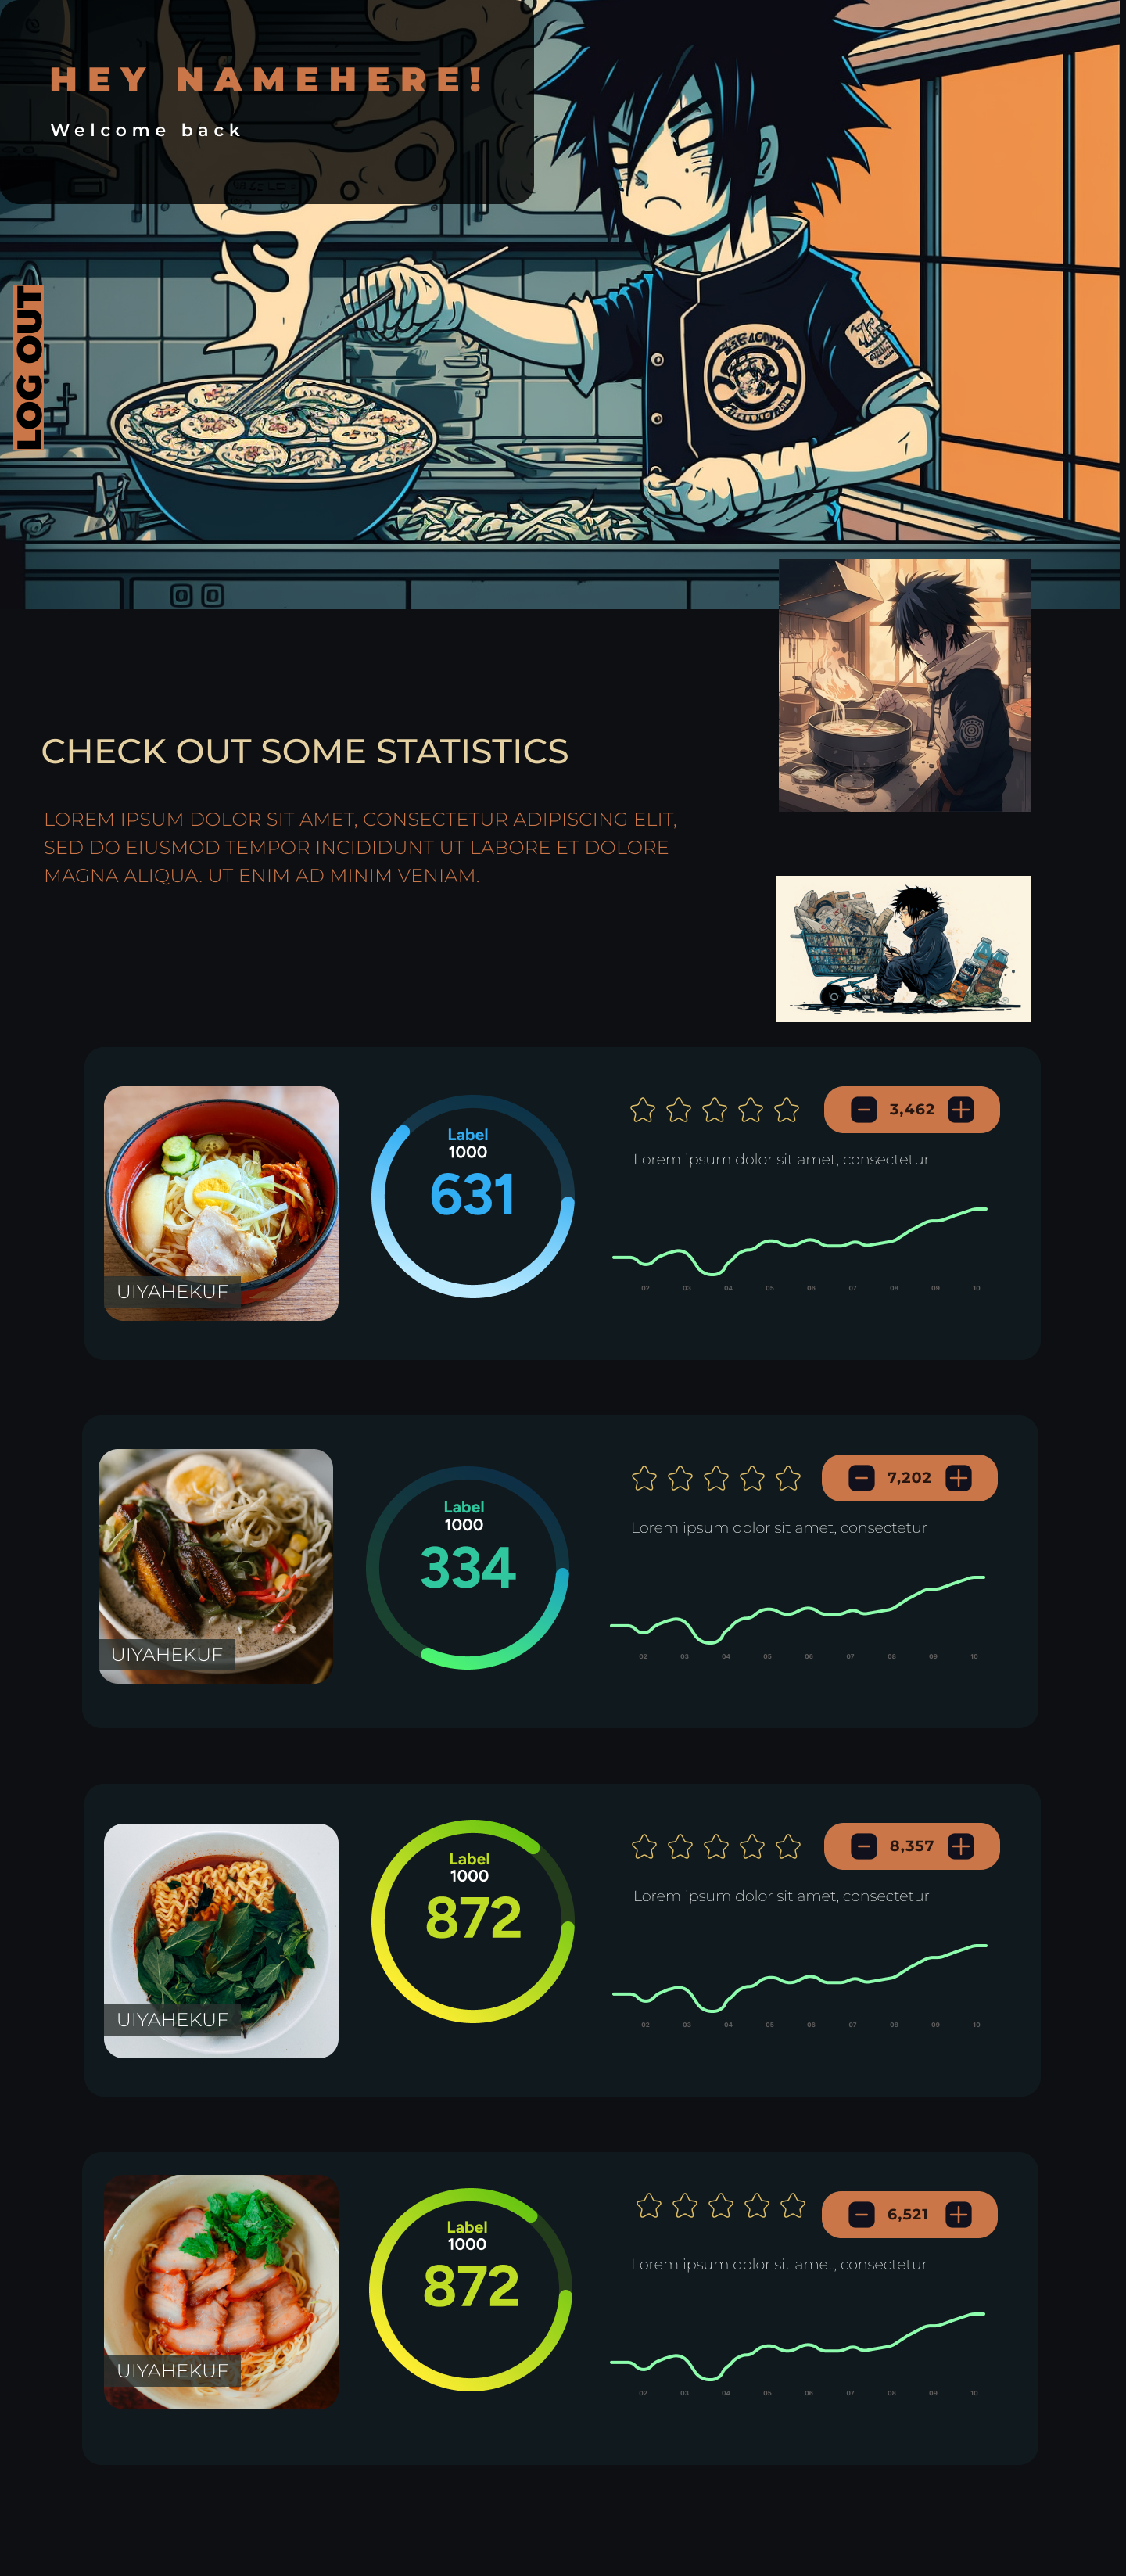 HEY NAMEHERE!
Welcome back
LOG OUT
CHECK OUT SOME STATISTICS
LOREM IPSUM DOLOR SIT AMET, CONSECTETUR ADIPISCING ELIT,
SED DO EIUSMOD TEMPOR INCIDIDUNT UT LABORE ET DOLORE
MAGNA ALIQUA. UT ENIM AD MINIM VENIAM.
UIYAHEKUF
Label
1000
631
3,462
Lorem ipsum dolor sit amet, consectetur
02 03 04 05 06 07 08 09 10
UIYAHEKUF
Label
1000
334
7,202
Lorem ipsum dolor sit amet, consectetur
02 03 04 05 06 07 08 09 10
UIYAHEKUF
Label
1000
872
8,357
Lorem ipsum dolor sit amet, consectetur
02 03 04 05 06 07 08 09 10
UIYAHEKUF
Label
1000
872
6,521
Lorem ipsum dolor sit amet, consectetur
02 03 04 05 06 07 08 09 10